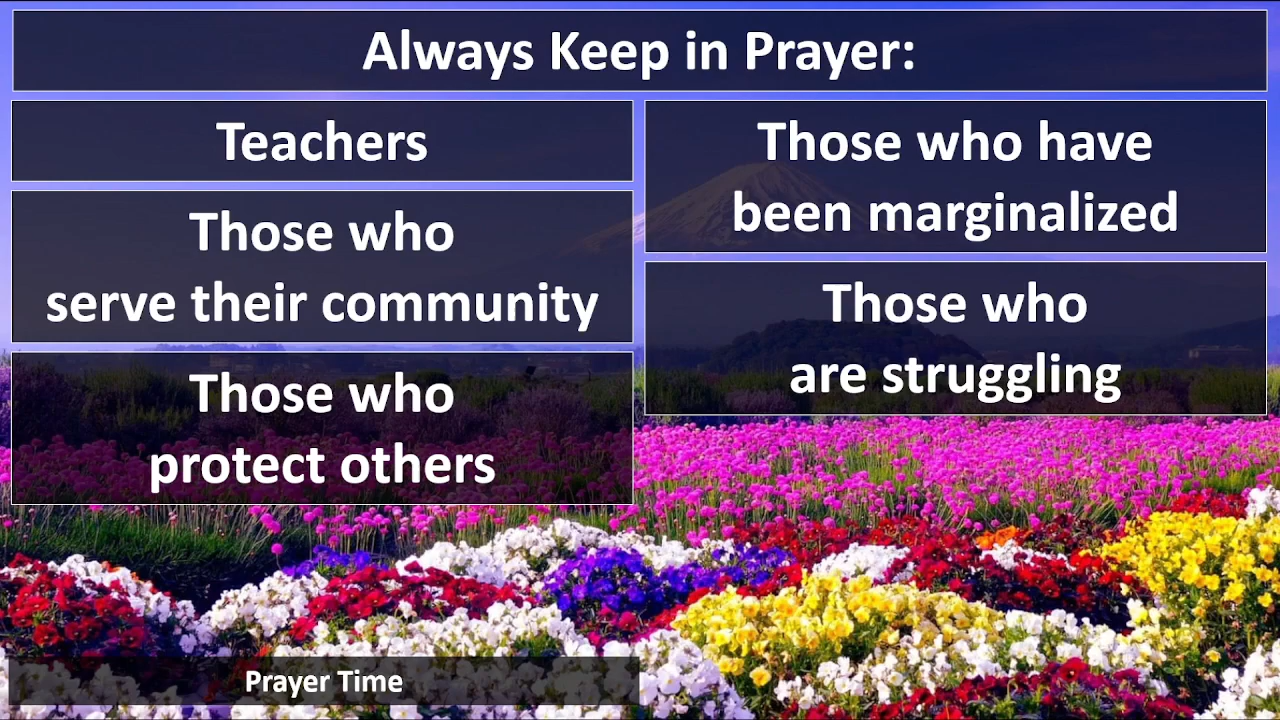 Always Keep in Prayer:
Teachers
Those who
serve their community
Those who
protect others
Those who have
been marginalized
Those who
are struggling
Prayer Time